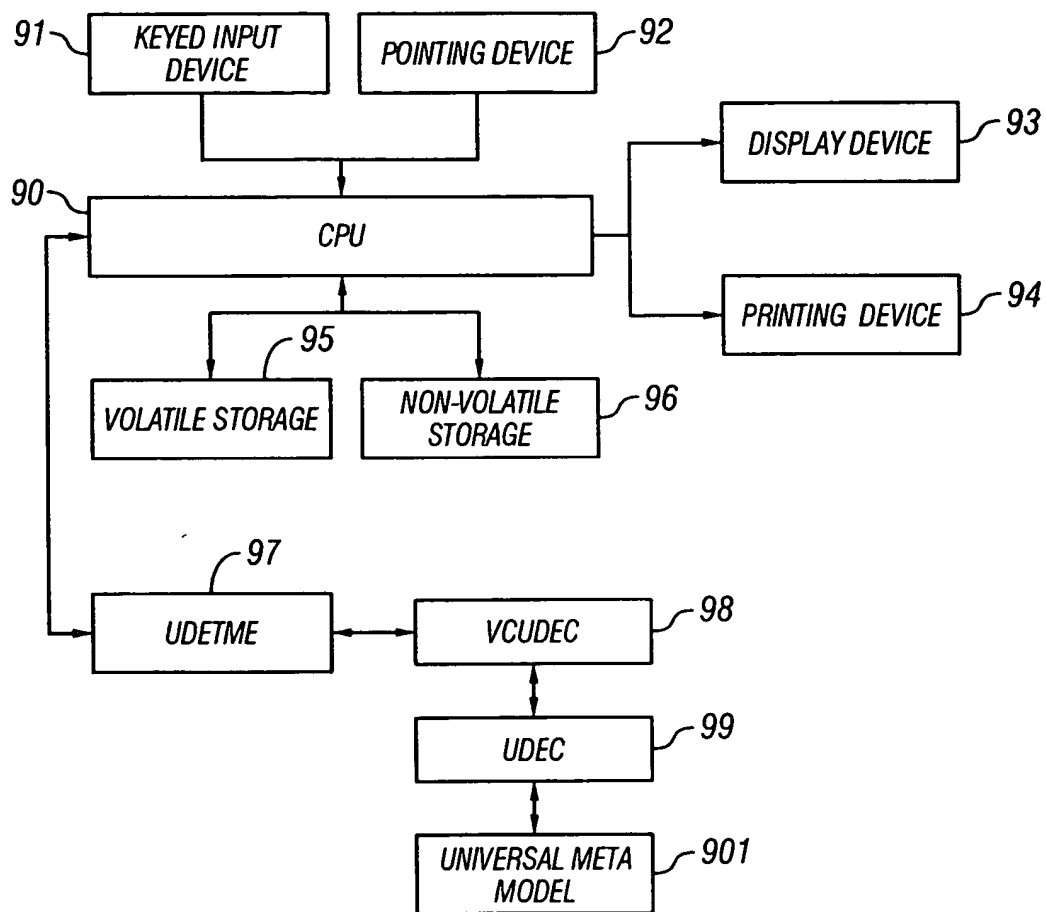 91
KEYED INPUT
DEVICE
POINTING DEVICE
92
DISPLAY DEVICE
93
90
CPU
PRINTING DEVICE
94
95
VOLATILE STORAGE
NON-VOLATILE
STORAGE
96
97
UDETME
VCUDEC
98
UDEC
99
UNIVERSAL META
MODEL
901